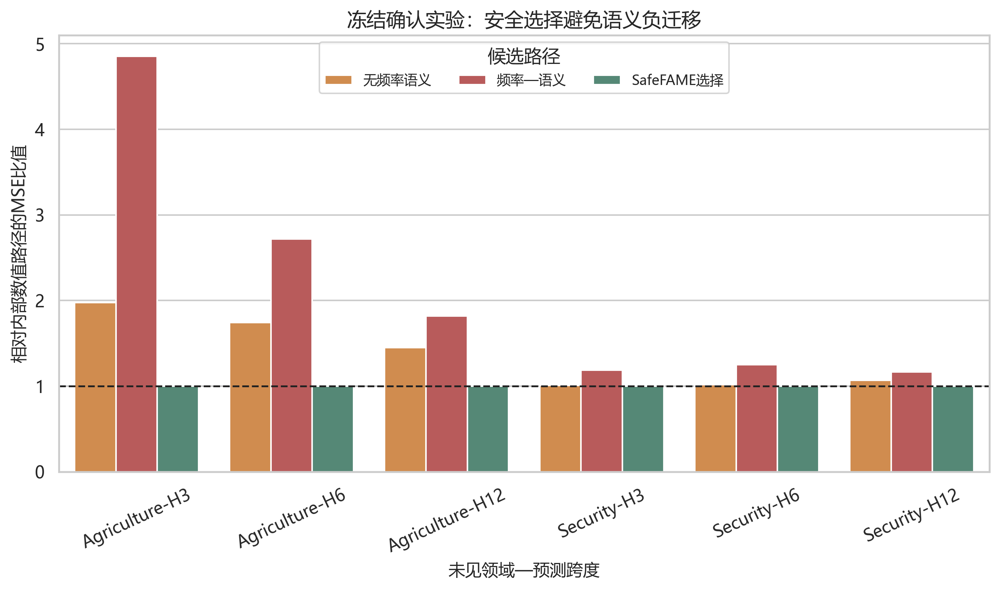 冻结确认实验：安全选择避免语义负迁移
候选路径
无频率语义 频率—语义 SafeFAME选择
相对内部数值路径的MSE比值
5
4
3
2
1
0
Agriculture-H3 Agriculture-H6 Agriculture-H12 Security-H3 Security-H6 Security-H12
未见领域—预测跨度